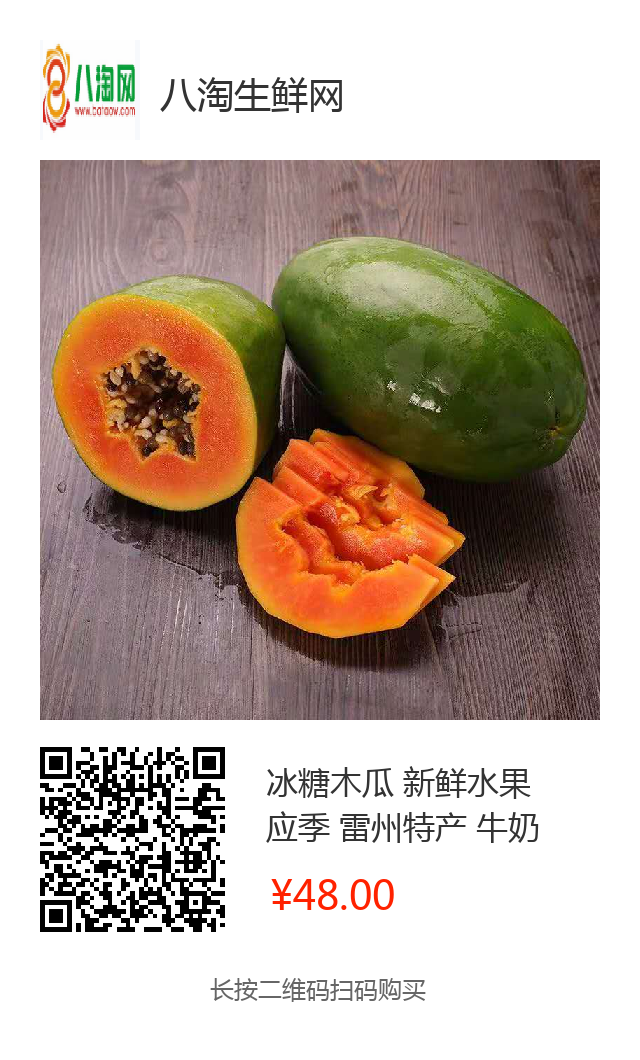 八淘网
www.bataow.com
八淘生鲜网
冰糖木瓜 新鲜水果
应季 雷州特产 牛奶
¥48.00
长按二维码扫码购买